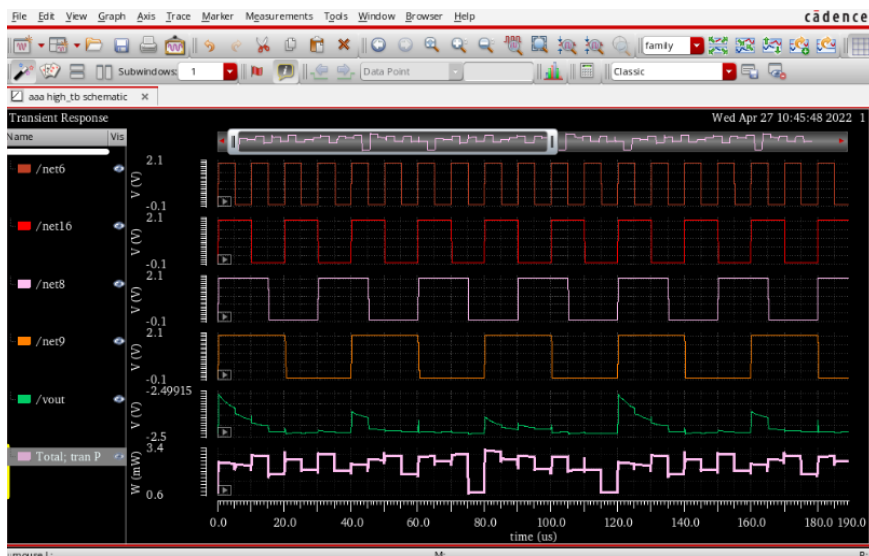 File Edit View Graph Axis Trace Marker Measurements Tools Window Browser Help cādence
family
Subwindows: 1 Data Point Classic
aaa high_tb schematic
Transient Response Wed Apr 27 10:45:48 2022 1
Name Vis
/net6 V (V) 2.1 -0.1
/net16 V (V) 2.1 -0.1
/net8 V (V) 2.1 -0.1
/net9 V (V) 2.1 -0.1
/vout V (V) -2.49915 -2.5
Total; tran P W (mW) 3.4 0.6
0.0 20.0 40.0 60.0 80.0 100.0 120.0 140.0 160.0 180.0 190.0
time (us)
M: